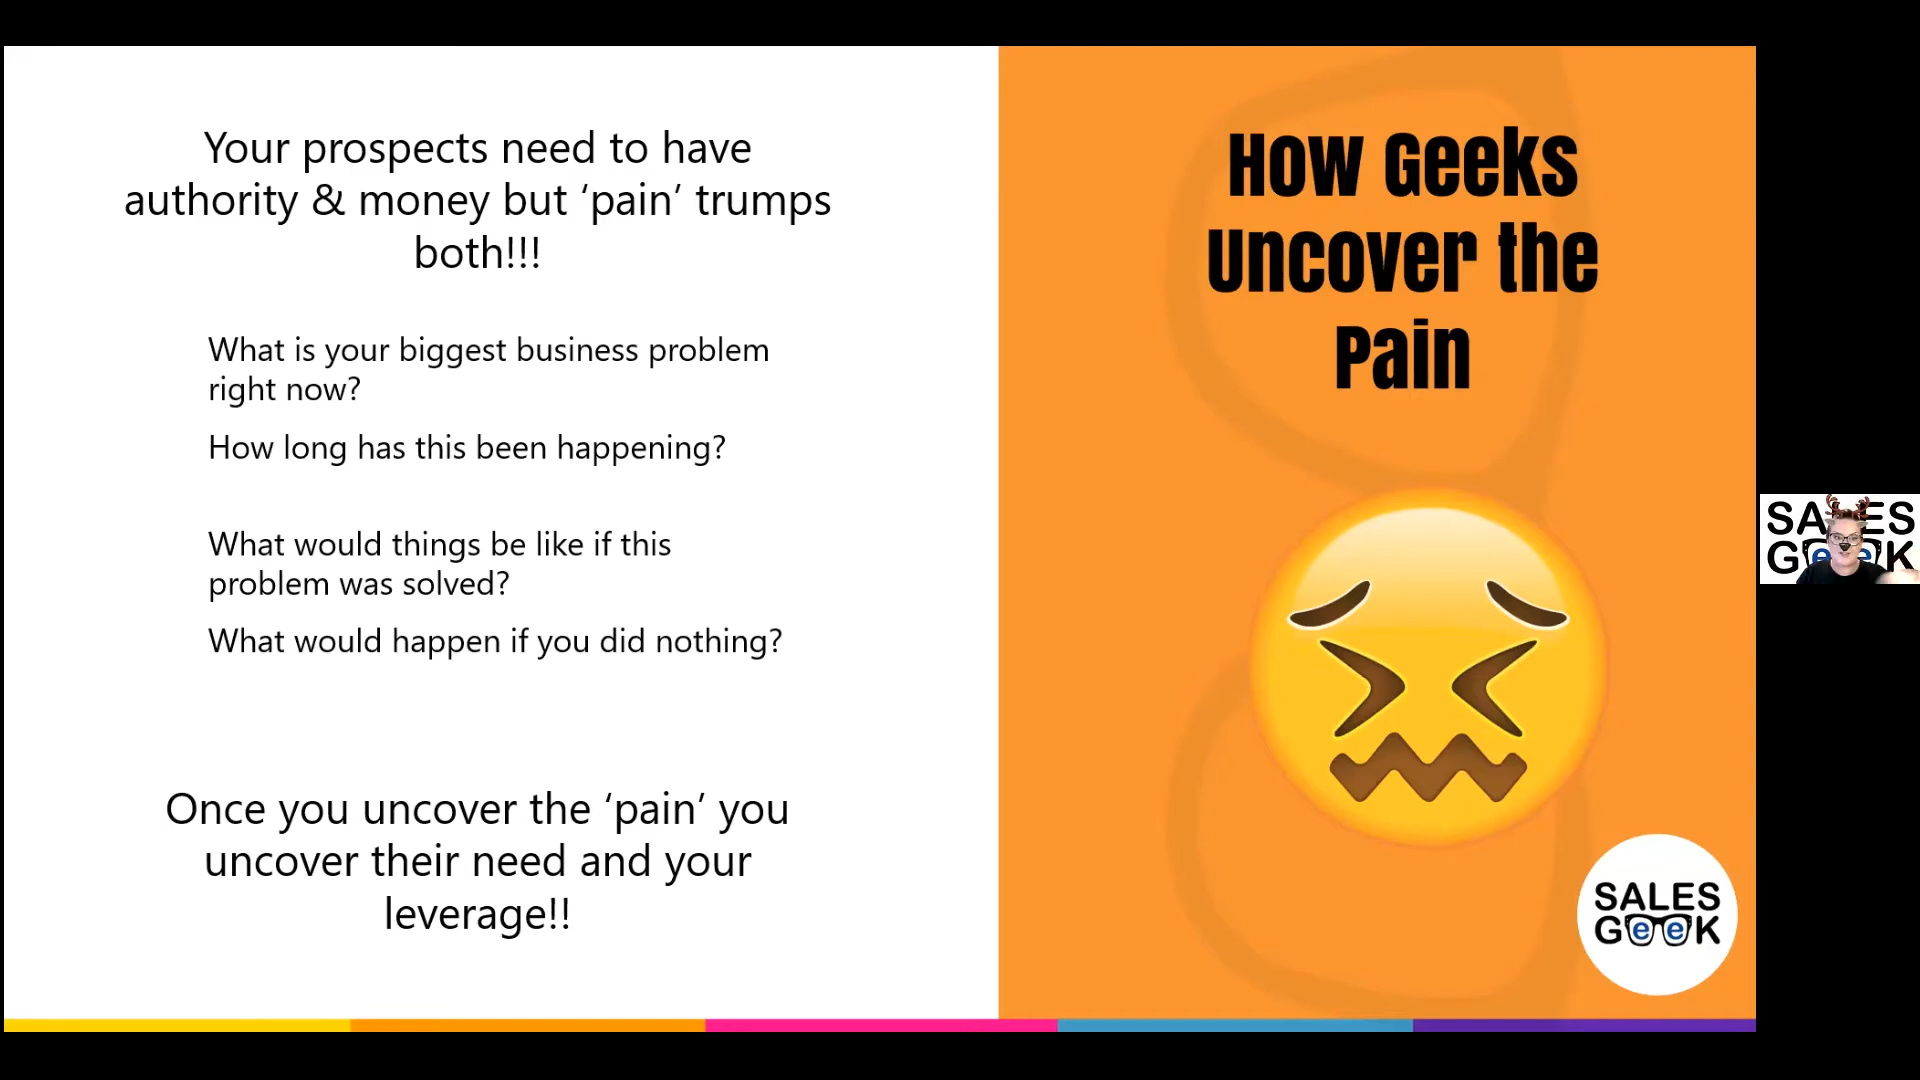 Your prospects need to have
authority & money but ‘pain’ trumps
both!!!
What is your biggest business problem
right now?
How long has this been happening?
What would things be like if this
problem was solved?
What would happen if you did nothing?
Once you uncover the ‘pain’ you
uncover their need and your
leverage!!
How Geeks
Uncover the
Pain
SALES
GeeK